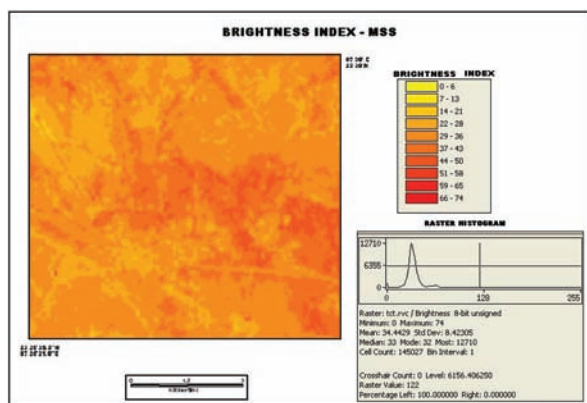 BRIGHTNESS INDEX - MSS
BRIGHTNESS INDEX
0 - 6
7 - 13
14 - 21
22 - 28
29 - 36
37 - 43
44 - 50
51 - 58
59 - 65
66 - 74
RASTER HISTOGRAM
12710
6355
0
0
128
255
Raster: tct.rvc / Brightness 8-bit unsigned
Minimum: 0 Maximum: 74
Mean: 34.4429 Std Dev: 8.42305
Median: 33 Mode: 32 Most: 12710
Cell Count: 145027 Bin Interval: 1
Crosshair Count: 0 Level: 6156.406250
Raster Value: 122
Percentage Left: 100.000000 Right: 0.000000